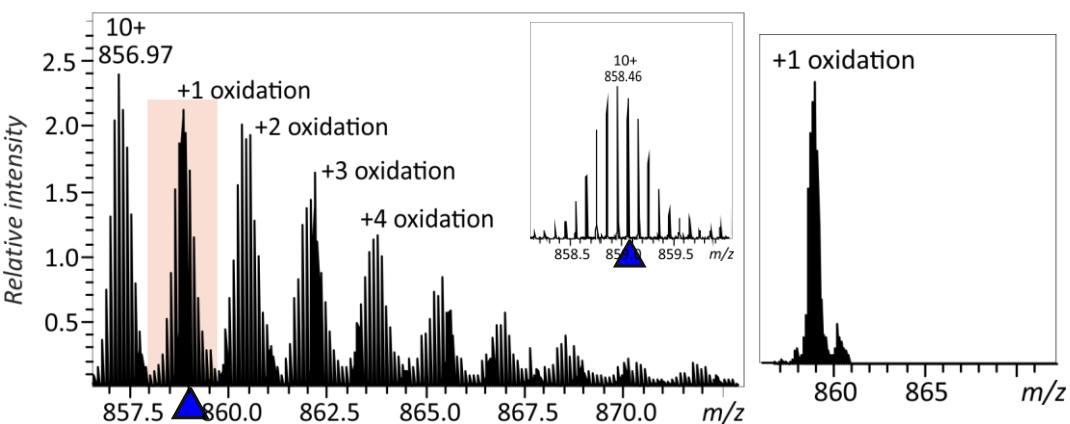 10+
856.97
+1 oxidation
+2 oxidation
+3 oxidation
+4 oxidation
Relative intensity
2.5
2.0
1.5
1.0
0.5
857.5
860.0
862.5
865.0
867.5
870.0
m/z
10+
858.46
858.5
859.5
m/z
+1 oxidation
860
865
m/z